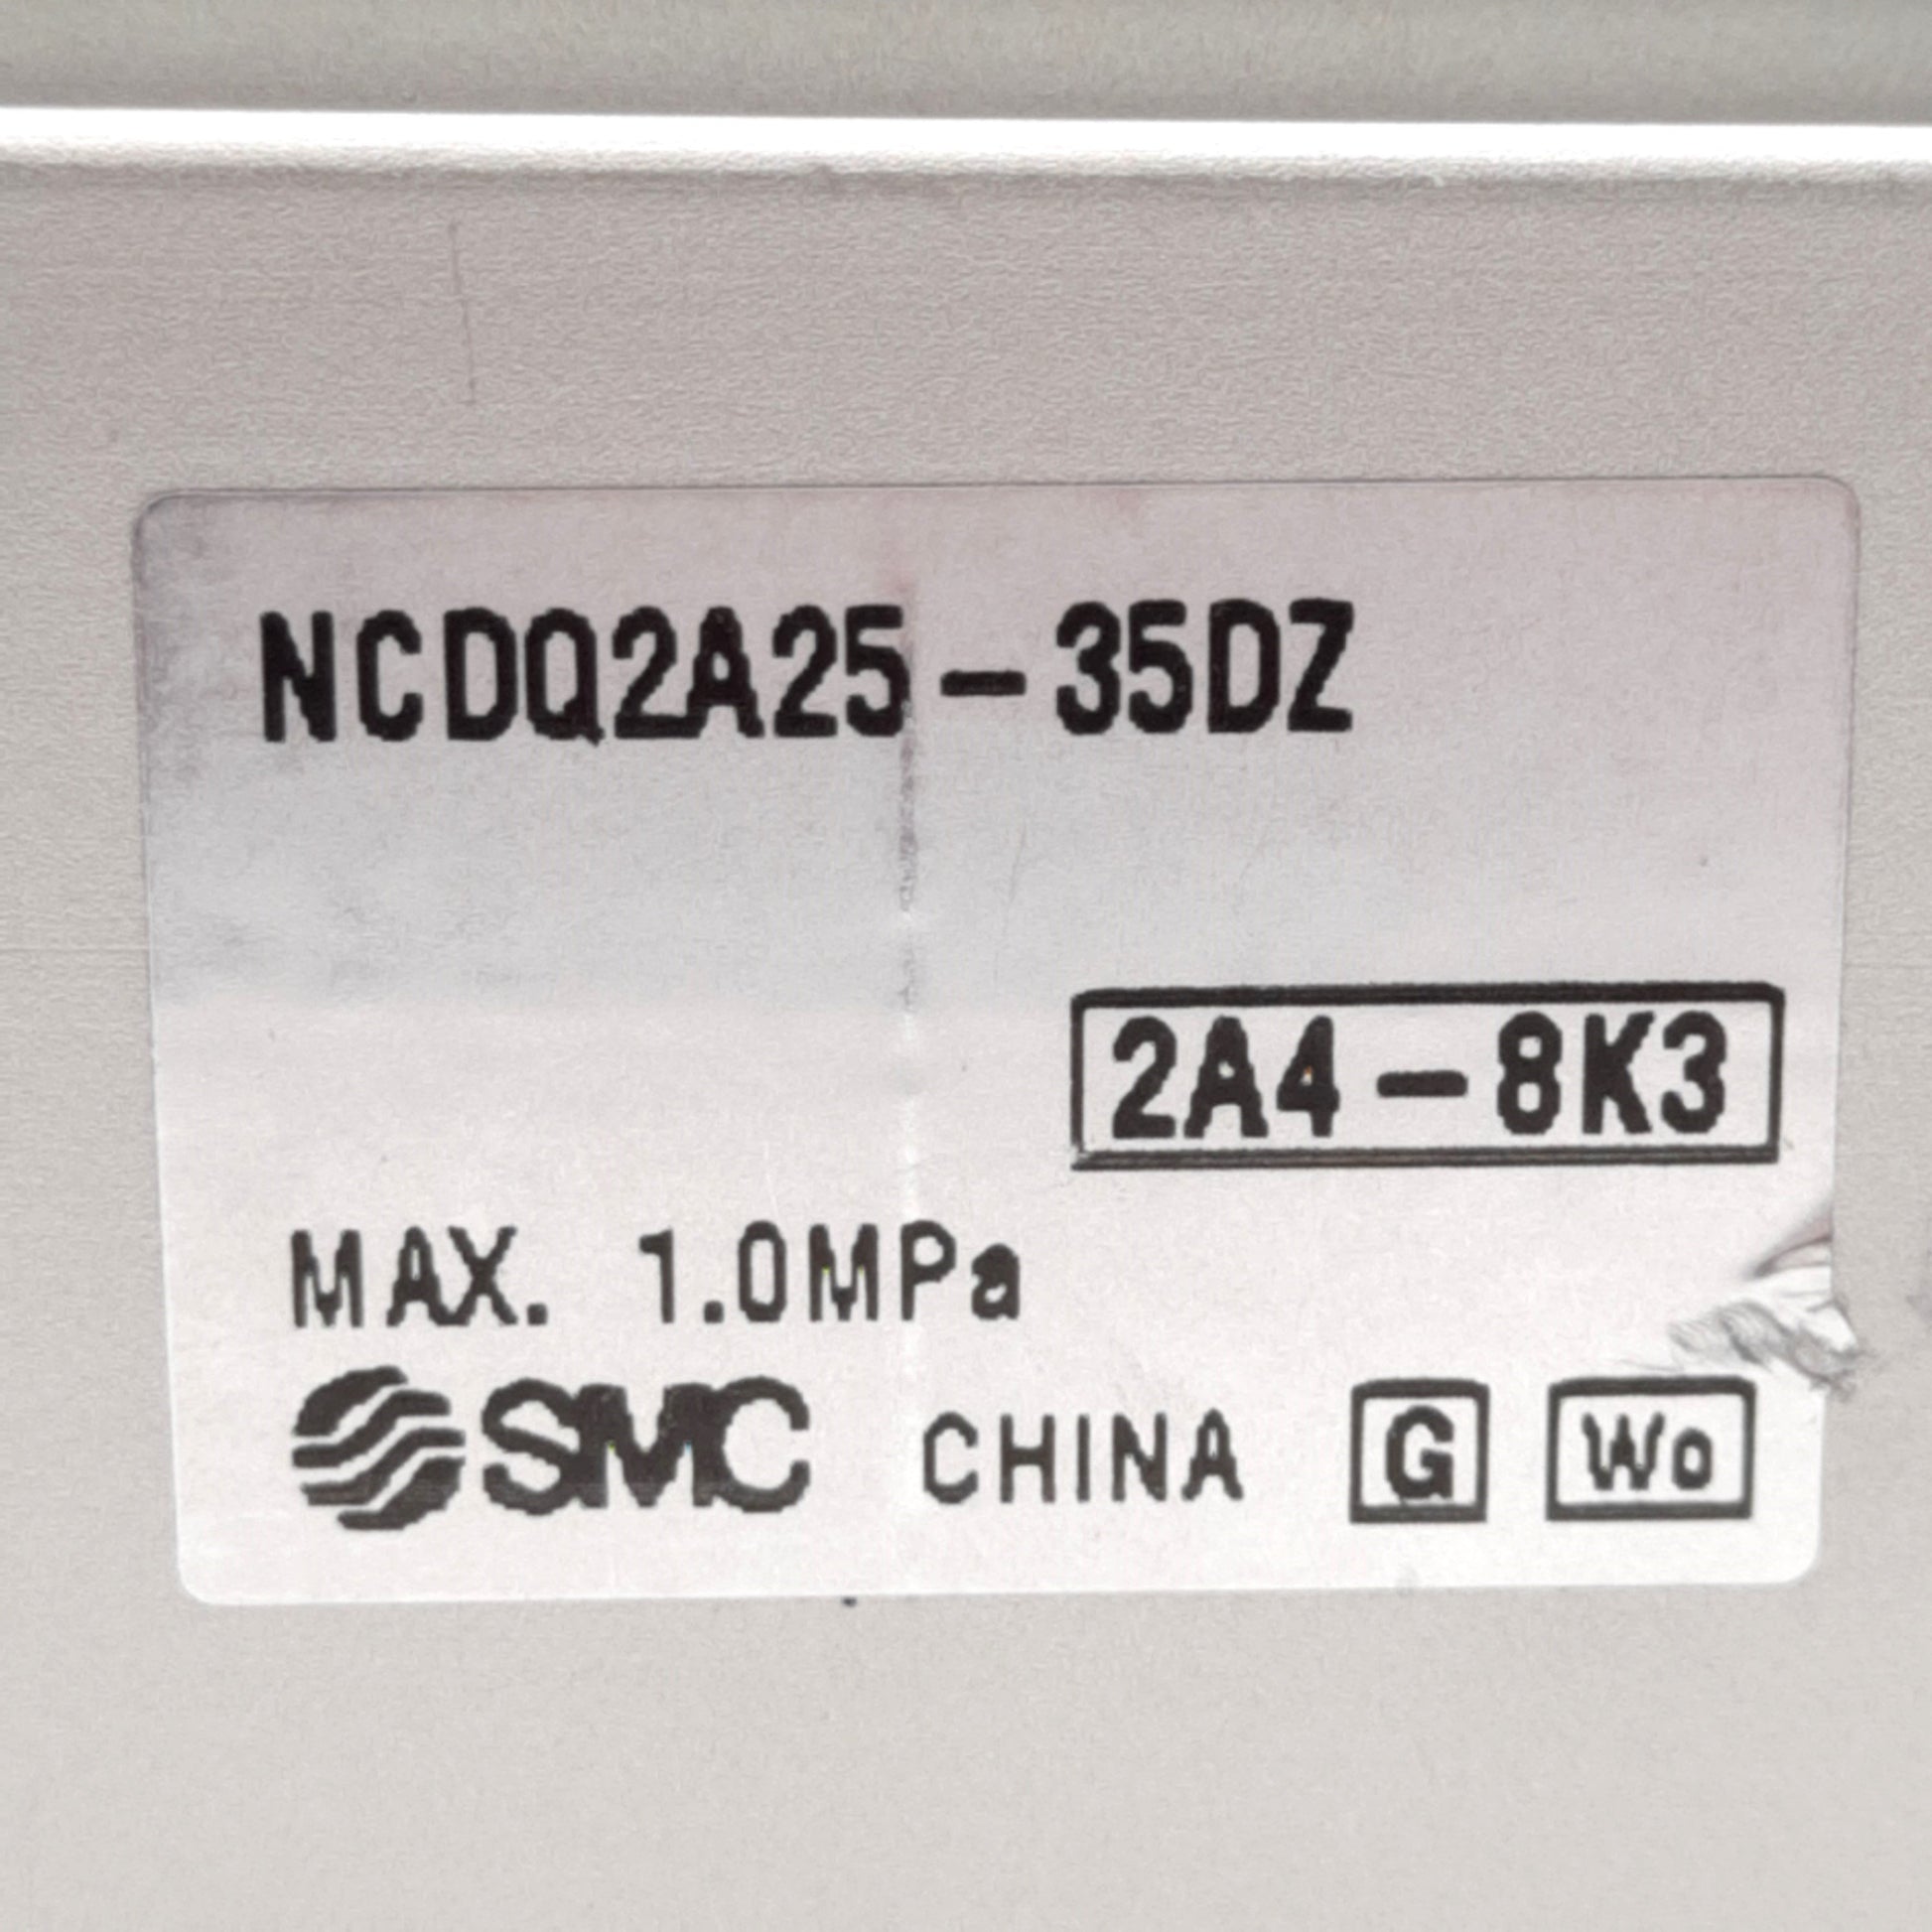 NCDQ2A25-35DZ
2A4-8K3
MAX. 1.0MPa
SMC CHINA G Wo